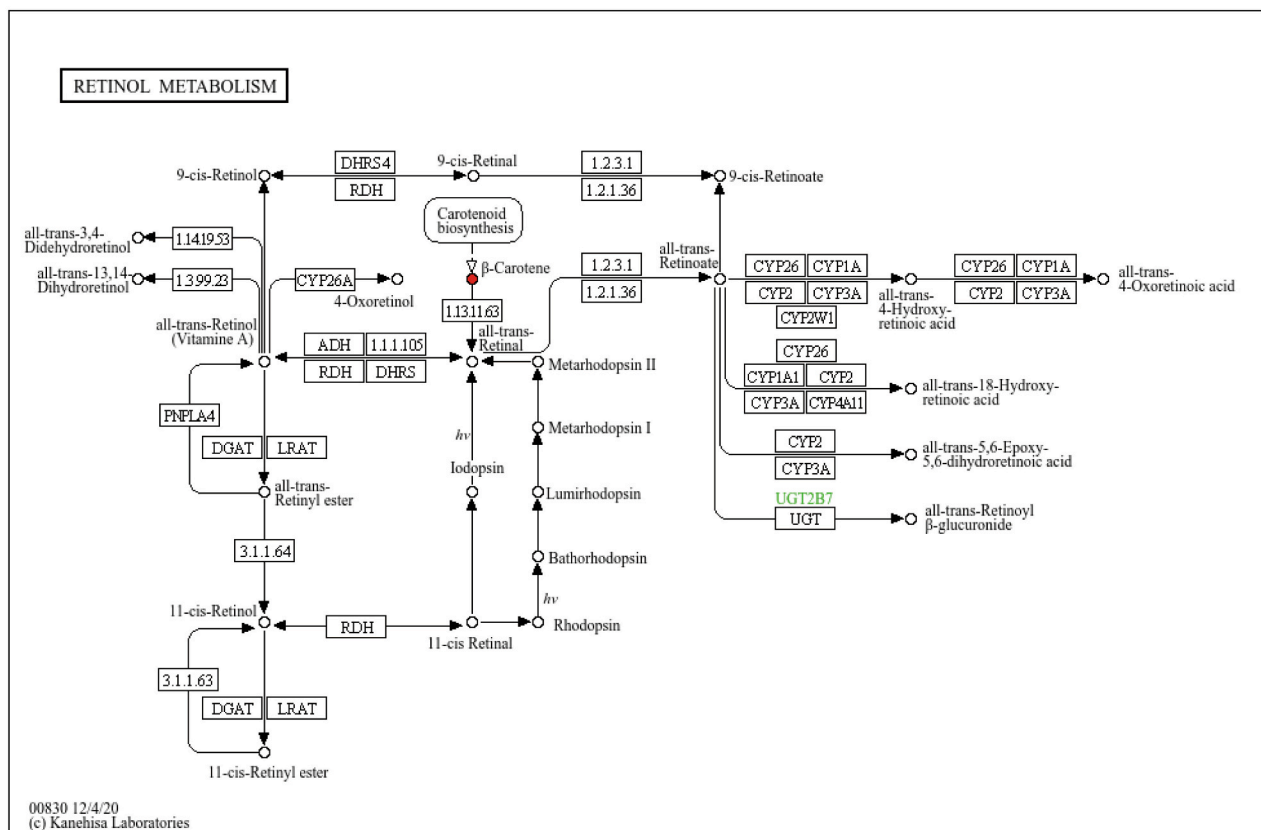 RETINOL METABOLISM
9-cis-Retinol
DHRS4
RDH
9-cis-Retinal
1.2.3.1
1.2.1.36
9-cis-Retinoate
all-trans-3,4-
Didehydroretinol
1.14.19.53
all-trans-13,14-
Dihydroretinol
1.3.99.23
CYP26A
4-Oxoretinol
Carotenoid
biosynthesis
β-Carotene
1.13.11.63
all-trans-
Retinal
1.2.3.1
1.2.1.36
all-trans-
Retinoate
CYP26
CYP1A
CYP2
CYP3A
CYP2W1
all-trans-
4-Hydroxy-
retinoic acid
CYP26
CYP1A
CYP2
CYP3A
all-trans-
4-Oxoretinoic acid
all-trans-Retinol
(Vitamine A)
ADH
1.1.1.105
RDH
DHRS
Metarhodopsin II
CYP26
CYP1A1
CYP2
CYP3A
CYP4A11
all-trans-18-Hydroxy-
retinoic acid
PNPLA4
DGAT
LRAT
hv
Metarhodopsin I
Iodopsin
CYP2
CYP3A
all-trans-5,6-Epoxy-
5,6-dihydroretinoic acid
all-trans-
Retinyl ester
Lumirhodopsin
UGT2B7
UGT
all-trans-Retinoyl
β-glucuronide
3.1.1.64
Bathorhodopsin
hv
11-cis-Retinol
RDH
11-cis Retinal
Rhodopsin
3.1.1.63
DGAT
LRAT
11-cis-Retinyl ester
00830 12/4/20
(c) Kanehisa Laboratories